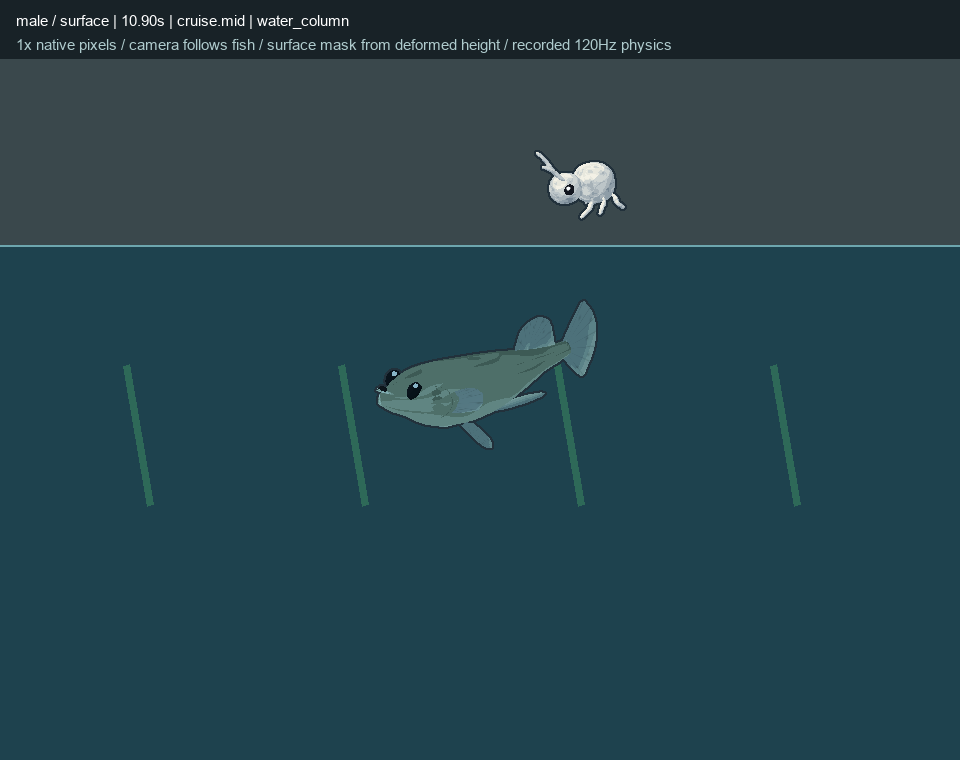 male / surface | 10.90s | cruise.mid | water_column
1x native pixels / camera follows fish / surface mask from deformed height / recorded 120Hz physics